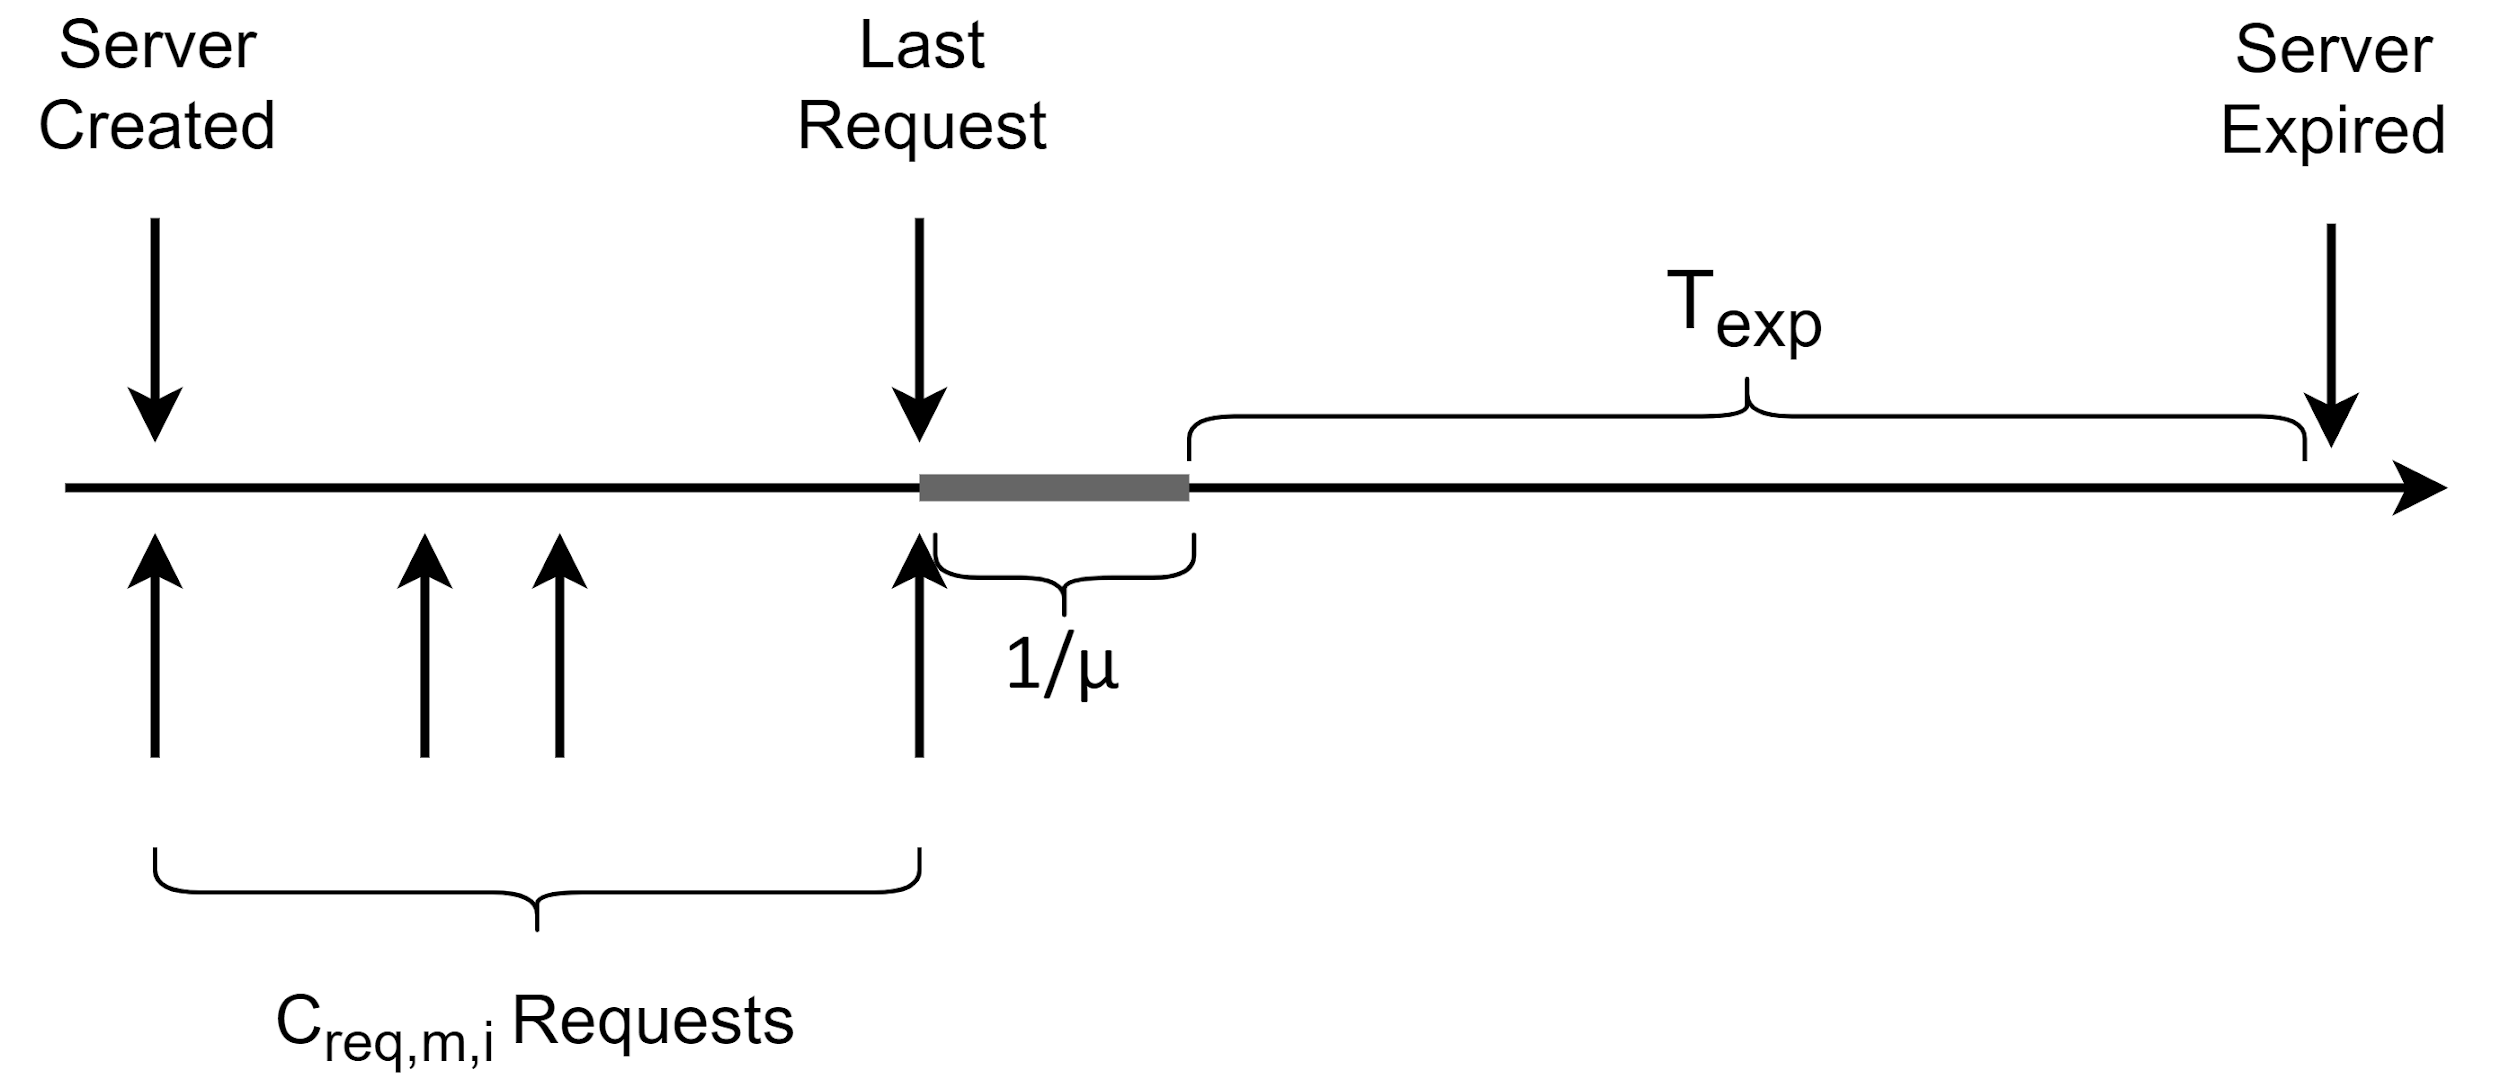 Server
Created
Last
Request
Server
Expired
Texp
1/µ
Creq,m,i Requests